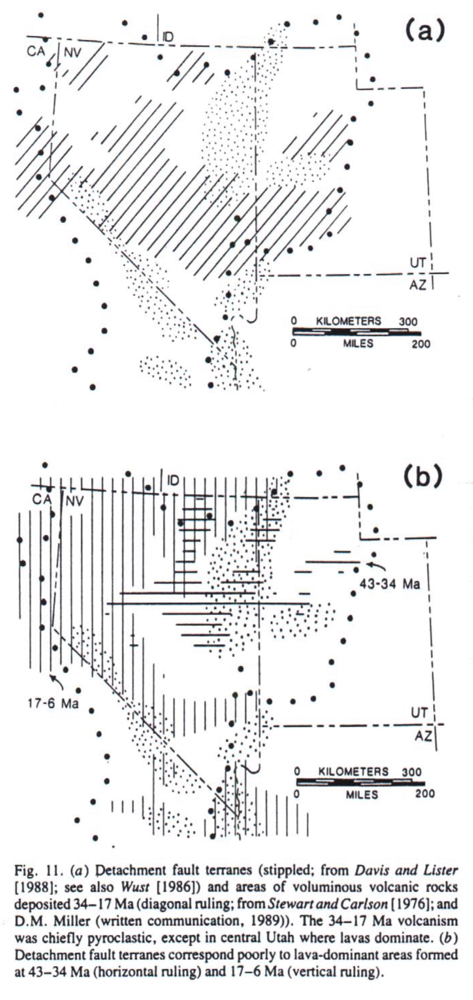 (a)
ID
CA
NV
UT
AZ
0 KILOMETERS 300
0 MILES 200
(b)
ID
CA
NV
43-34 Ma
17-6 Ma
UT
AZ
0 KILOMETERS 300
0 MILES 200
Fig. 11. (a) Detachment fault terranes (stippled; from Davis and Lister
[1988]; see also Wust [1986]) and areas of voluminous volcanic rocks
deposited 34–17 Ma (diagonal ruling; from Stewart and Carlson [1976]; and
D.M. Miller (written communication, 1989)). The 34–17 Ma volcanism
was chiefly pyroclastic, except in central Utah where lavas dominate. (b)
Detachment fault terranes correspond poorly to lava-dominant areas formed
at 43–34 Ma (horizontal ruling) and 17–6 Ma (vertical ruling).